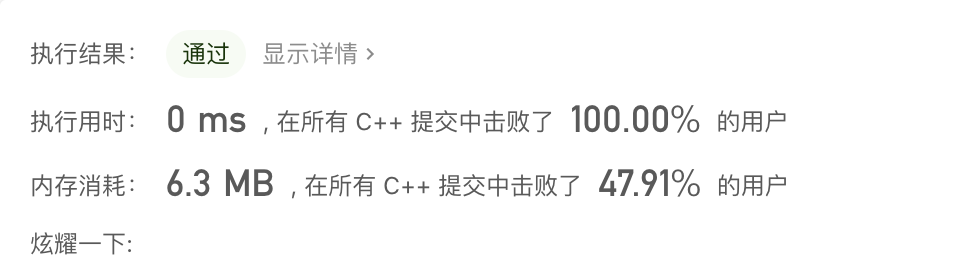 执行结果： 通过 显示详情 >
执行用时： 0 ms , 在所有 C++ 提交中击败了 100.00% 的用户
内存消耗： 6.3 MB , 在所有 C++ 提交中击败了 47.91% 的用户
炫耀一下: